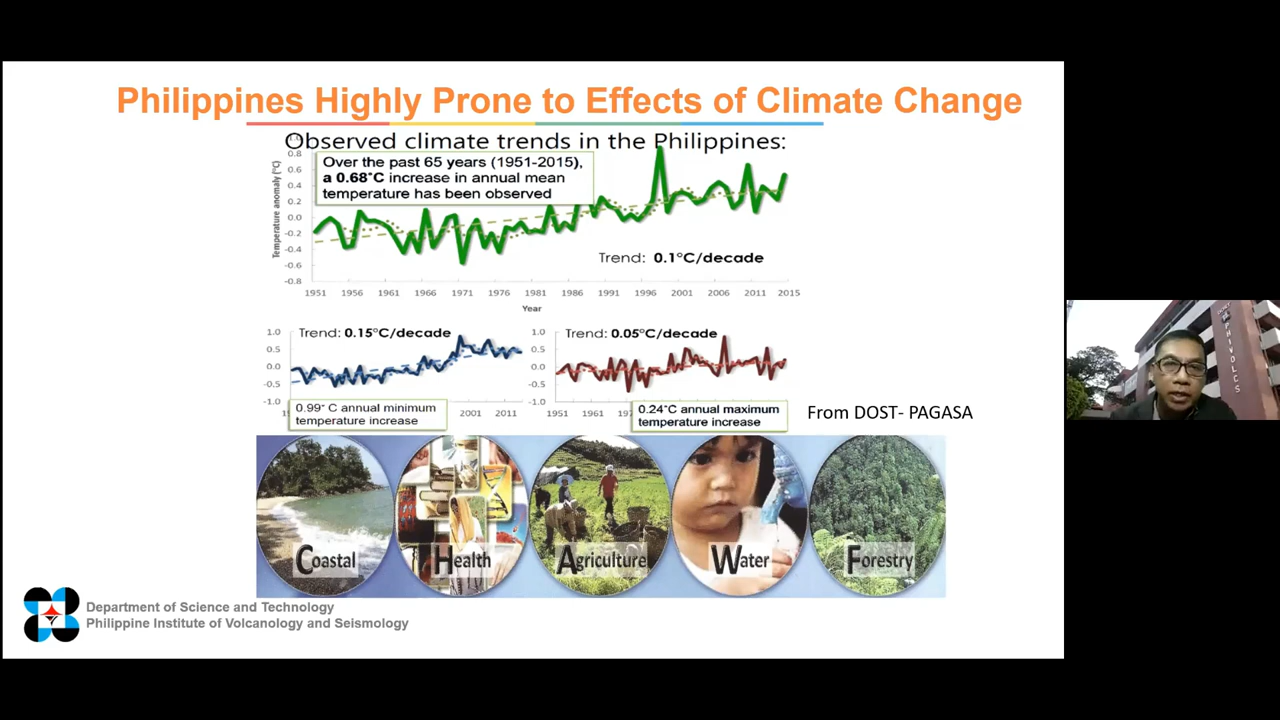 Philippines Highly Prone to Effects of Climate Change
Observed climate trends in the Philippines:
Over the past 65 years (1951-2015),
a 0.68°C increase in annual mean
temperature has been observed
Temperature anomaly (°C)
0.8
0.6
0.4
0.2
0.0
-0.2
-0.4
-0.6
-0.8
Trend: 0.1°C/decade
1951 1956 1961 1966 1971 1976 1981 1986 1991 1996 2001 2006 2011 2015
Year
Trend: 0.15°C/decade
1.0
0.5
0.0
-0.5
-1.0
2001 2011
0.99°C annual minimum
temperature increase
Trend: 0.05°C/decade
1.0
0.5
0.0
-0.5
-1.0
1951 1961
0.24°C annual maximum
temperature increase
From DOST- PAGASA
Coastal
Health
Agriculture
Water
Forestry
Department of Science and Technology
Philippine Institute of Volcanology and Seismology
PHIVOLCS